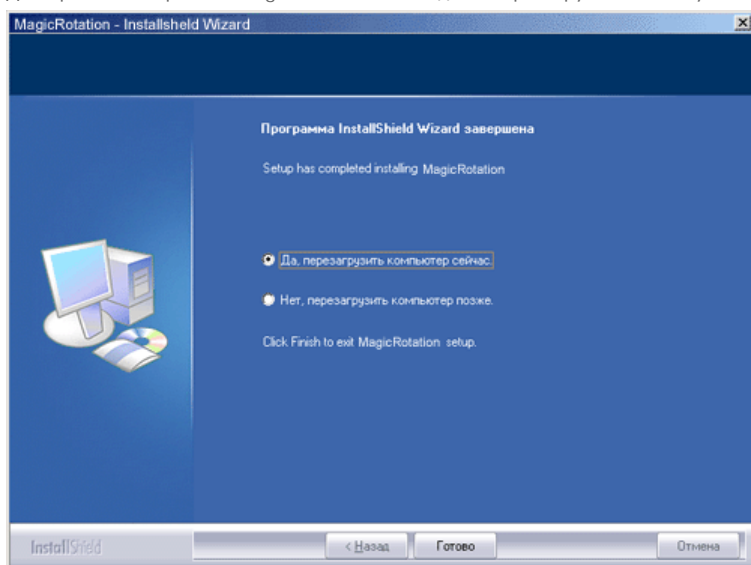 MagicRotation - Installsheld Wizard
Программа InstallShield Wizard завершена
Setup has completed installing MagicRotation
Да, перезагрузить компьютер сейчас.
Нет, перезагрузить компьютер позже.
Click Finish to exit MagicRotation setup.
InstallShield
< Назад
Готово
Отмена